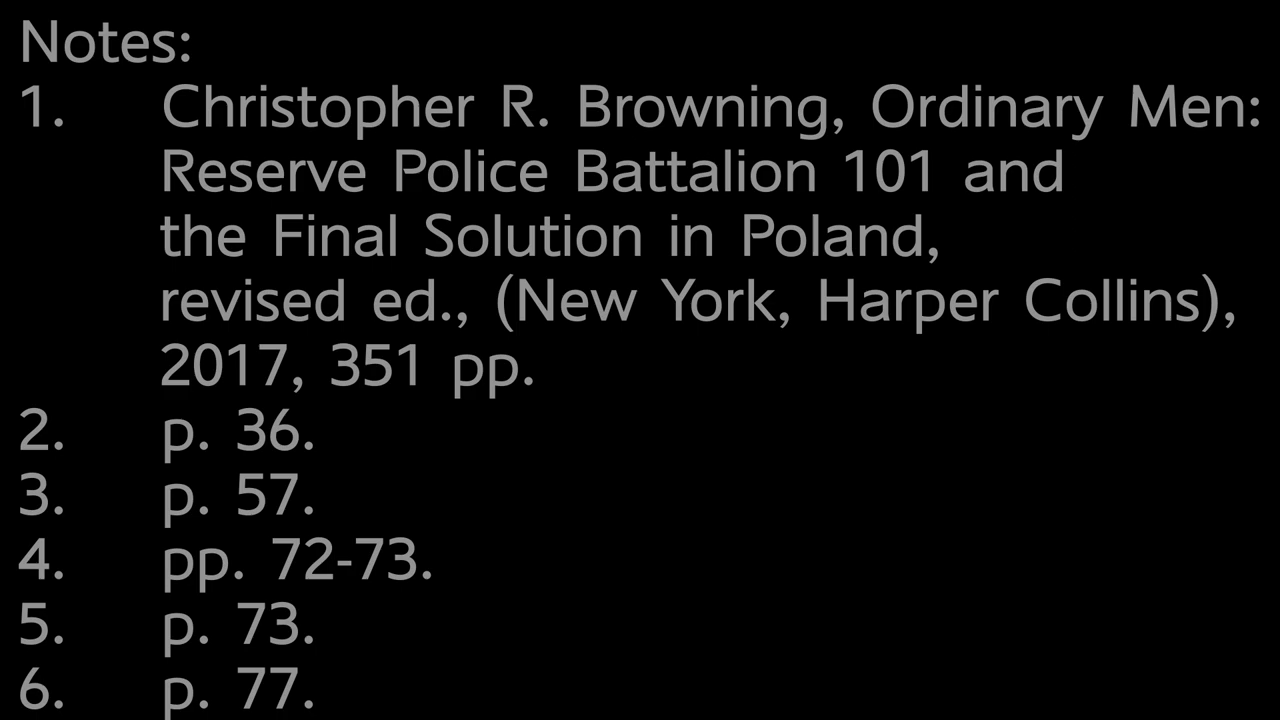 Notes:
1. Christopher R. Browning, Ordinary Men:
Reserve Police Battalion 101 and
the Final Solution in Poland,
revised ed., (New York, Harper Collins),
2017, 351 pp.
2. p. 36.
3. p. 57.
4. pp. 72-73.
5. p. 73.
6. p. 77.